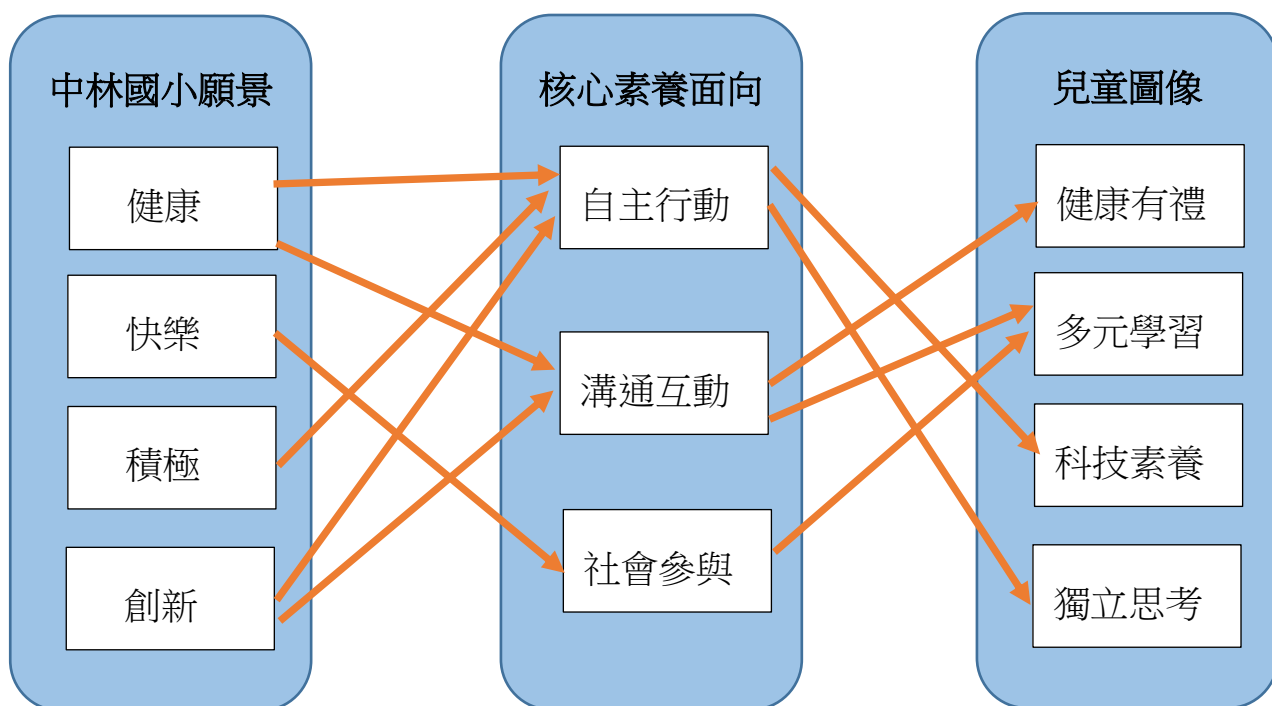 中林國小願景
健康
快樂
積極
創新
核心素養面向
自主行動
溝通互動
社會參與
兒童圖像
健康有禮
多元學習
科技素養
獨立思考